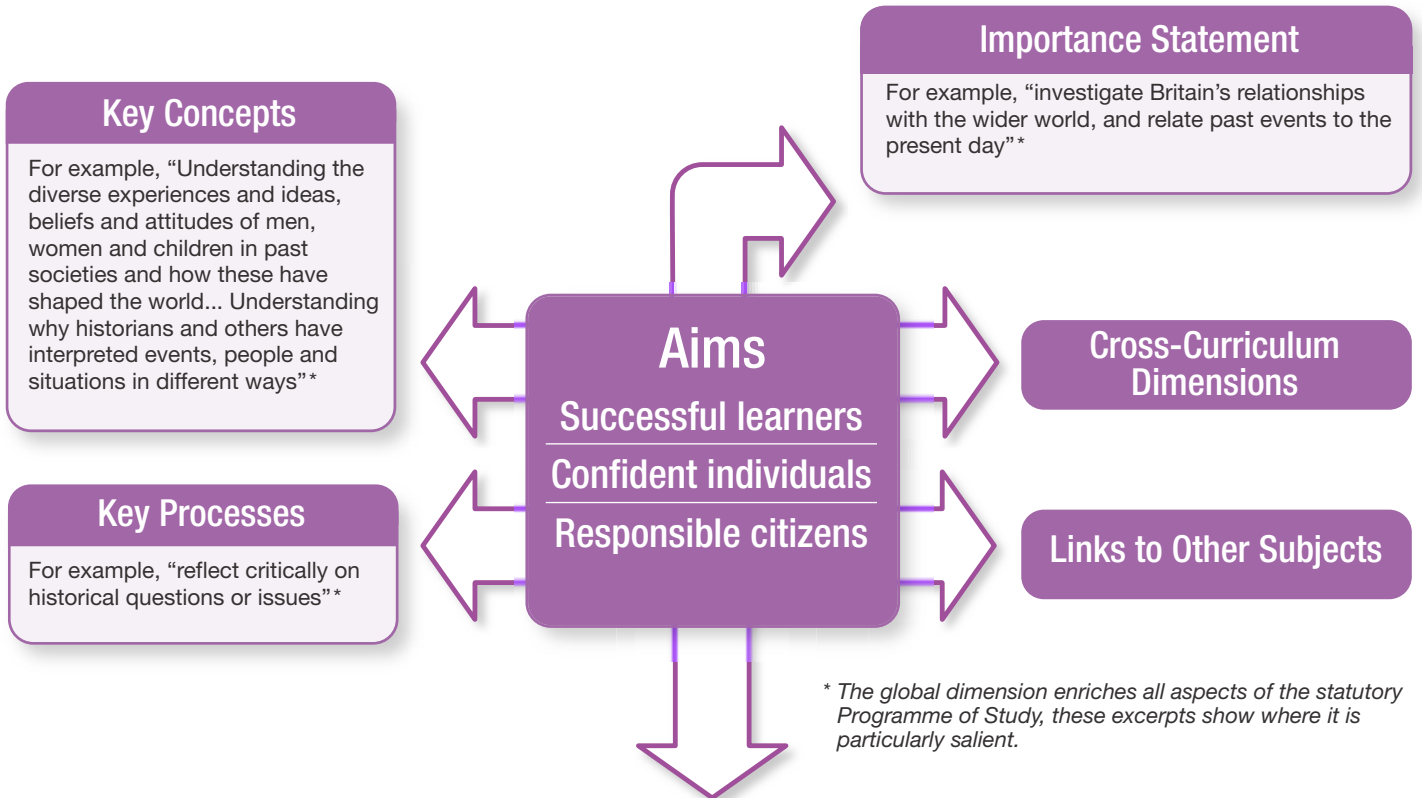 Importance Statement
For example, “investigate Britain’s relationships
with the wider world, and relate past events to the
present day”*
Key Concepts
For example, “Understanding the
diverse experiences and ideas,
beliefs and attitudes of men,
women and children in past
societies and how these have
shaped the world... Understanding
why historians and others have
interpreted events, people and
situations in different ways”*
Aims
Successful learners
Confident individuals
Responsible citizens
Cross-Curriculum
Dimensions
Key Processes
For example, “reflect critically on
historical questions or issues”*
Links to Other Subjects
* The global dimension enriches all aspects of the statutory
Programme of Study, these excerpts show where it is
particularly salient.